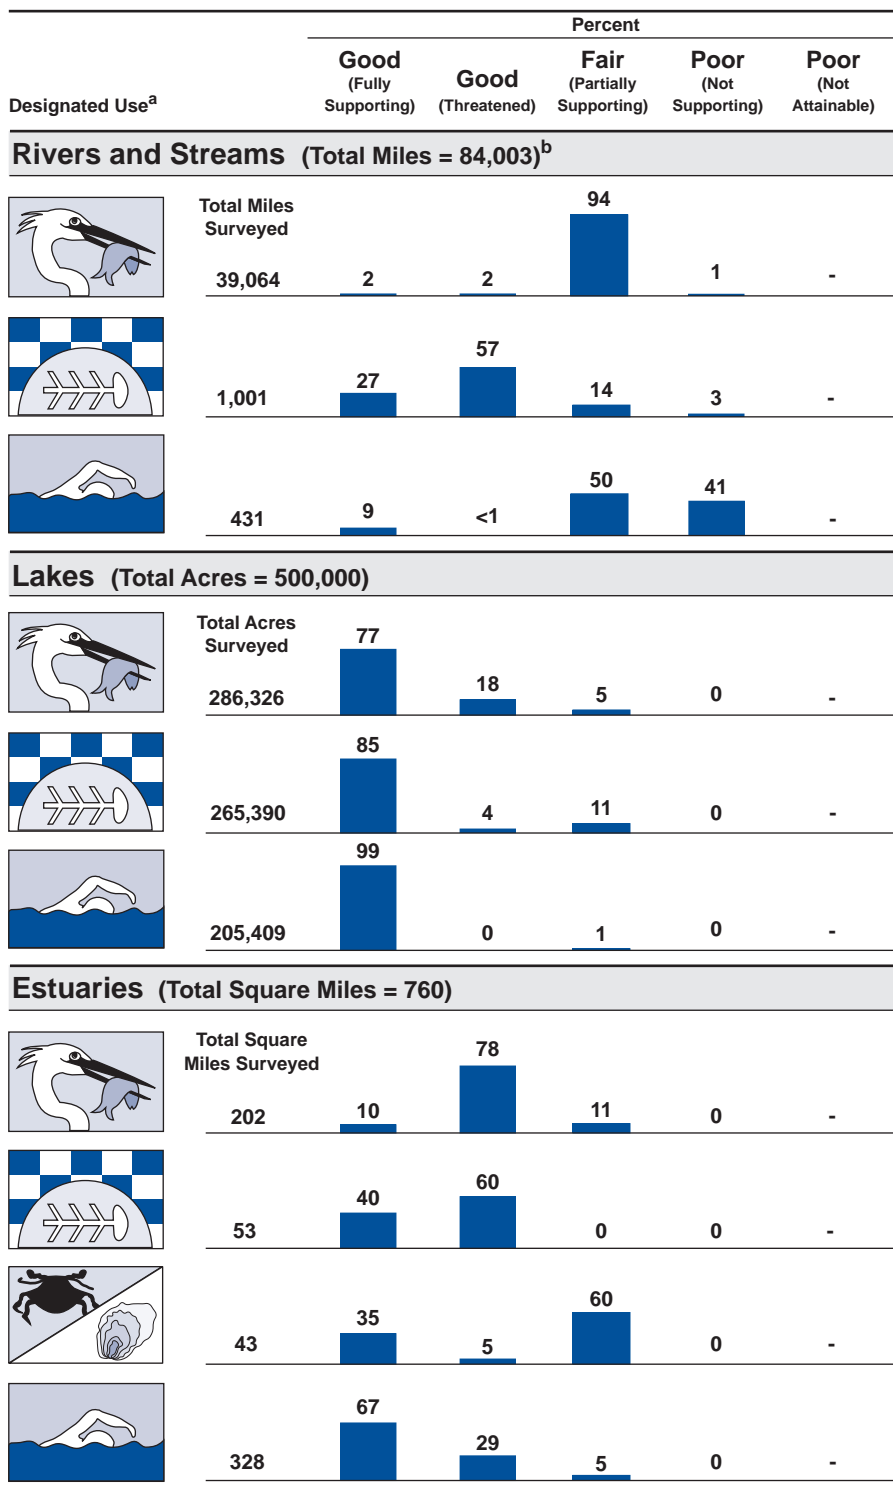 Percent
Designated Use^a
Good (Fully Supporting)
Good (Threatened)
Fair (Partially Supporting)
Poor (Not Supporting)
Poor (Not Attainable)
Rivers and Streams (Total Miles = 84,003)^b
Total Miles Surveyed
39,064 2 2 94 1 -
1,001 27 57 14 3 -
431 9 <1 50 41 -
Lakes (Total Acres = 500,000)
Total Acres Surveyed
286,326 77 18 5 0 -
265,390 85 4 11 0 -
205,409 99 0 1 0 -
Estuaries (Total Square Miles = 760)
Total Square Miles Surveyed
202 10 78 11 0 -
53 40 60 0 0 -
43 35 5 60 0 -
328 67 29 5 0 -